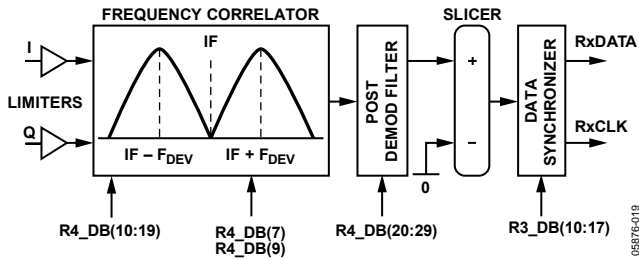 FREQUENCY CORRELATOR
SLICER
I
IF
LIMITERS
Q
IF – FDEV
IF + FDEV
POST
DEMOD FILTER
+
–
0
DATA
SYNCHRONIZER
RxDATA
RxCLK
R4_DB(10:19)
R4_DB(7)
R4_DB(9)
R4_DB(20:29)
R3_DB(10:17)
05876-019